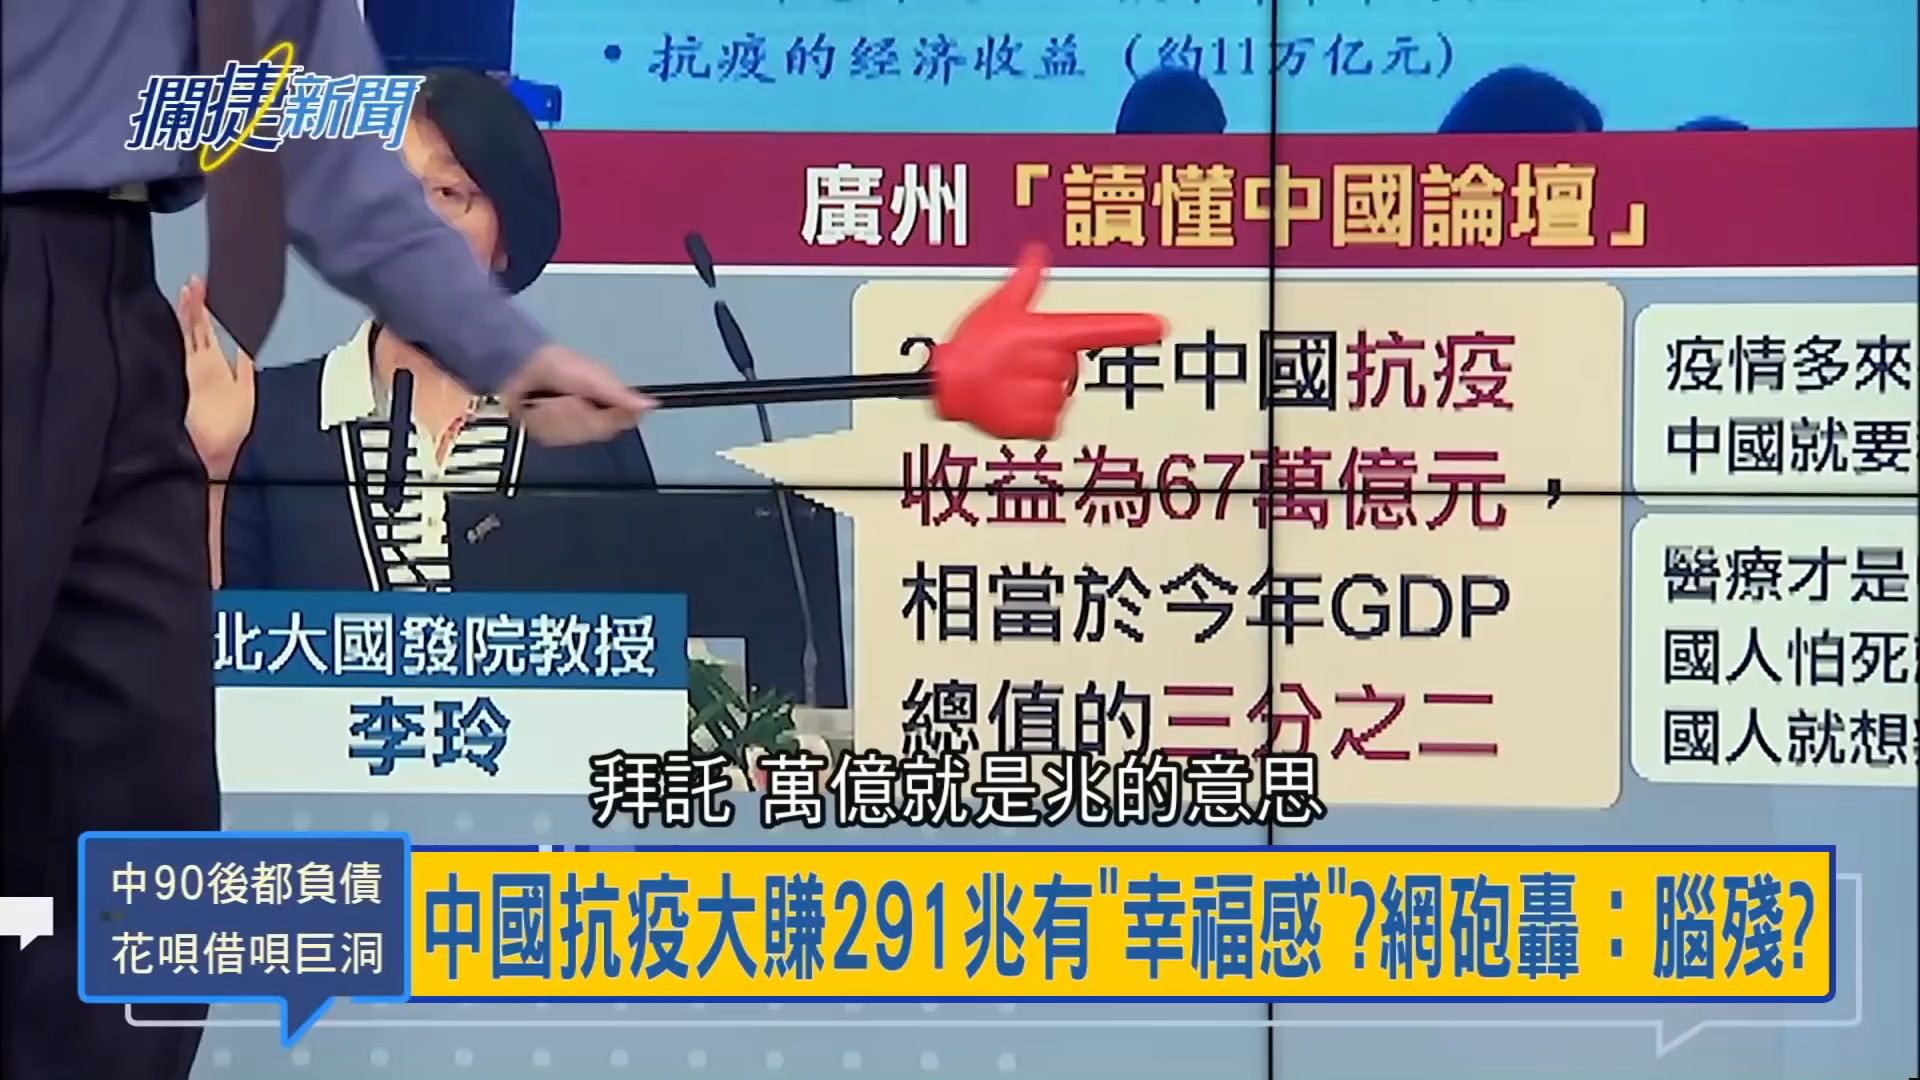 • 抗疫的经济收益（約11万亿元）
攔捷新聞
廣州「讀懂中國論壇」
年中國抗疫
收益為67萬億元，
相當於今年GDP
總值的三分之二
疫情多來
中國就要
醫療才是
國人怕死
國人就想
北大國發院教授
李玲
拜託 萬億就是兆的意思
中90後都負債
花唄借唄巨洞
中國抗疫大賺291兆有"幸福感"?網砲轟：腦殘?